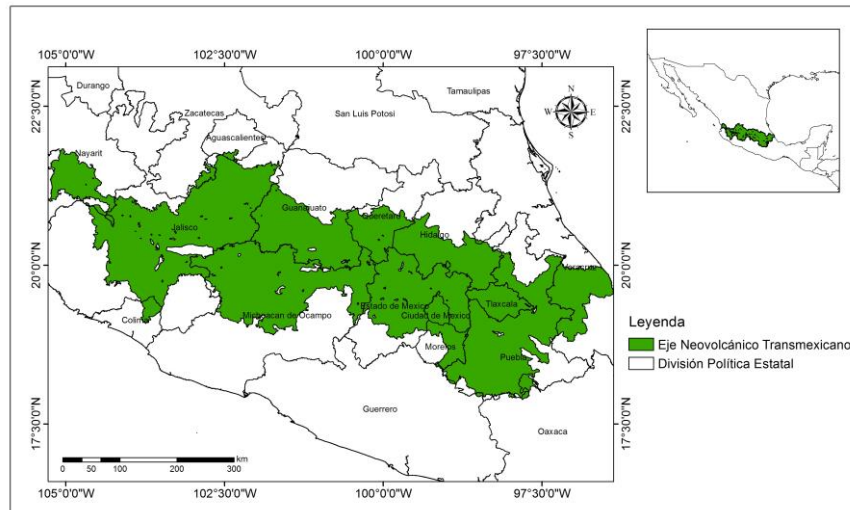 105°0'0"W 102°30'0"W 100°0'0"W 97°30'0"W
22°30'0"N
20°0'0"N
17°30'0"N
Durango
Tamaulipas
Zacatecas
San Luis Potosi
Aguascalientes
Nayarit
Guanajuato
Queretaro
Jalisco
Hidalgo
Veracruz
Tlaxcala
Estado de Mexico
Colima
Michoacan de Ocampo
Ciudad de Mexico
Morelos
Puebla
Guerrero
Oaxaca
N
W E
S
km
0 50 100 200 300
105°0'0"W 102°30'0"W 100°0'0"W 97°30'0"W
22°30'0"N
20°0'0"N
17°30'0"N
Leyenda
Eje Neovolcánico Transmexicano
División Política Estatal